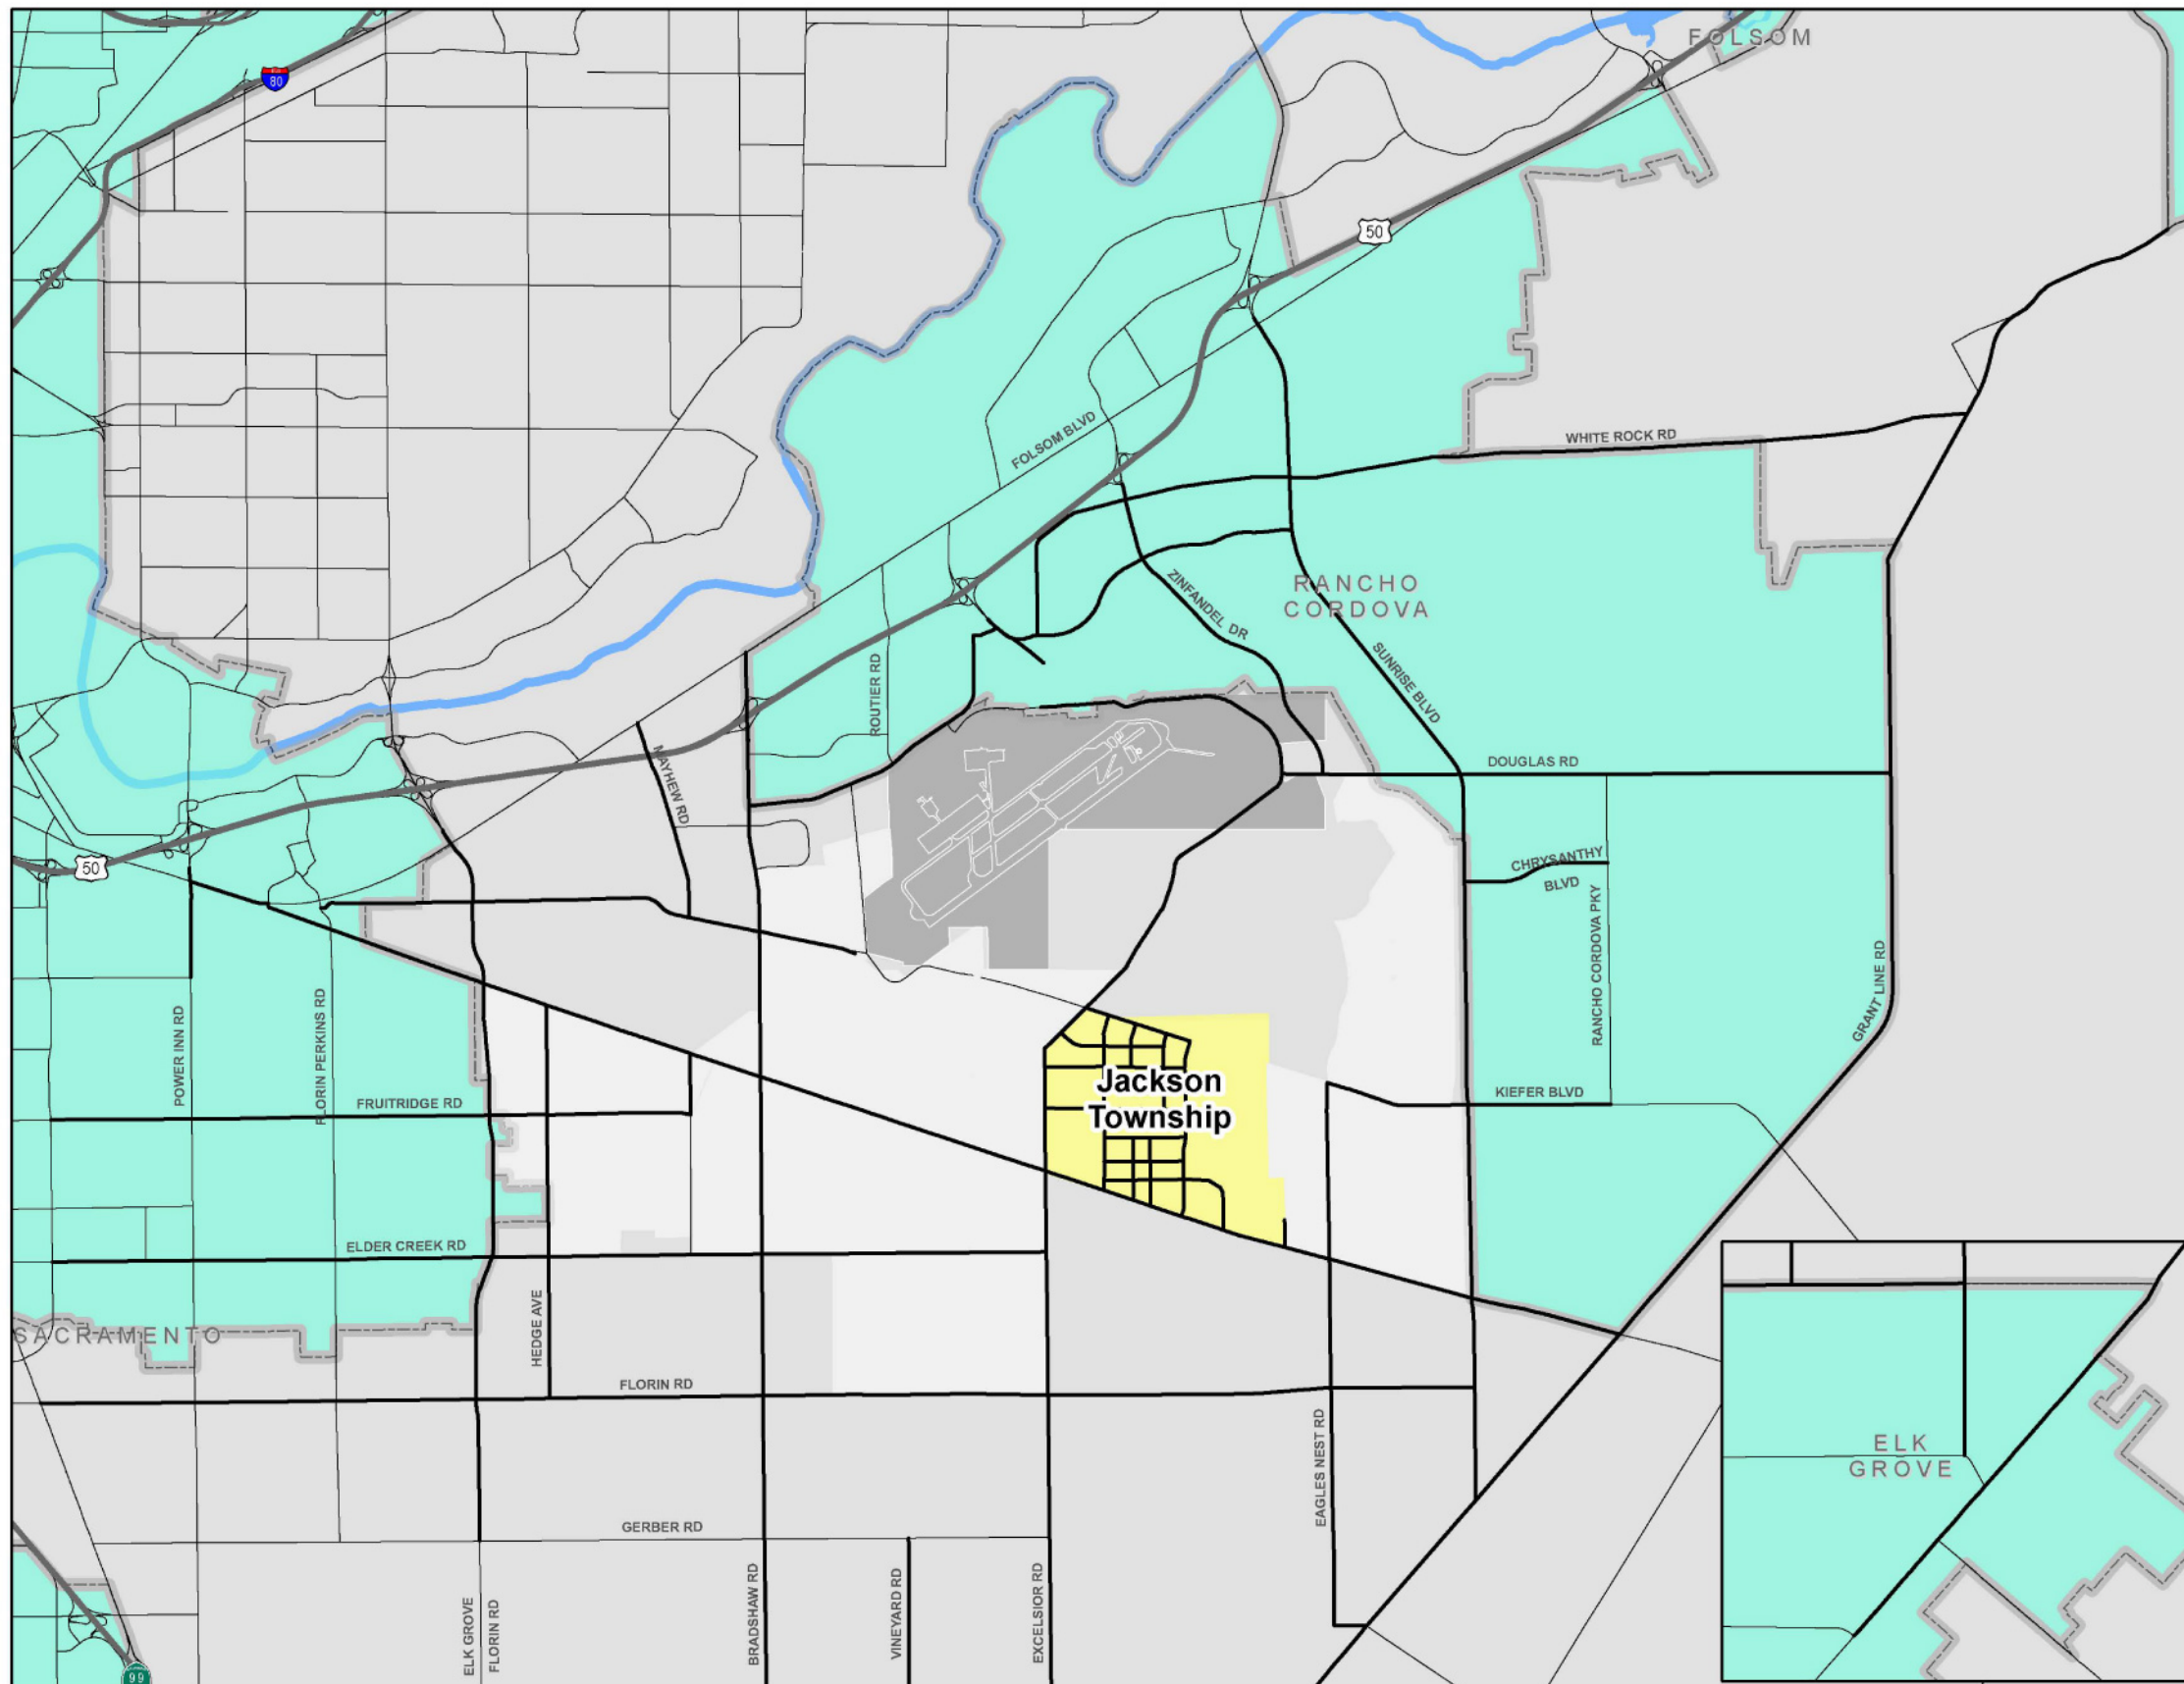 FOLSOM
80
50
FOLSOM BLVD
WHITE ROCK RD
ZINFANDEL DR
RANCHO
CORDOVA
SUNRISE BLVD
ROUTIER RD
MAYHEW RD
DOUGLAS RD
50
CHRYSANTHY
BLVD
RANCHO CORDOVA PKY
GRANT LINE RD
POWER INN RD
FLORIN PERKINS RD
Jackson
Township
FRUITRIDGE RD
KIEFER BLVD
ELDER CREEK RD
SACRAMENTO
HEDGE AVE
FLORIN RD
EAGLES NEST RD
ELK
GROVE
GERBER RD
ELK GROVE
FLORIN RD
BRADSHAW RD
VINEYARD RD
EXCELSIOR RD
99